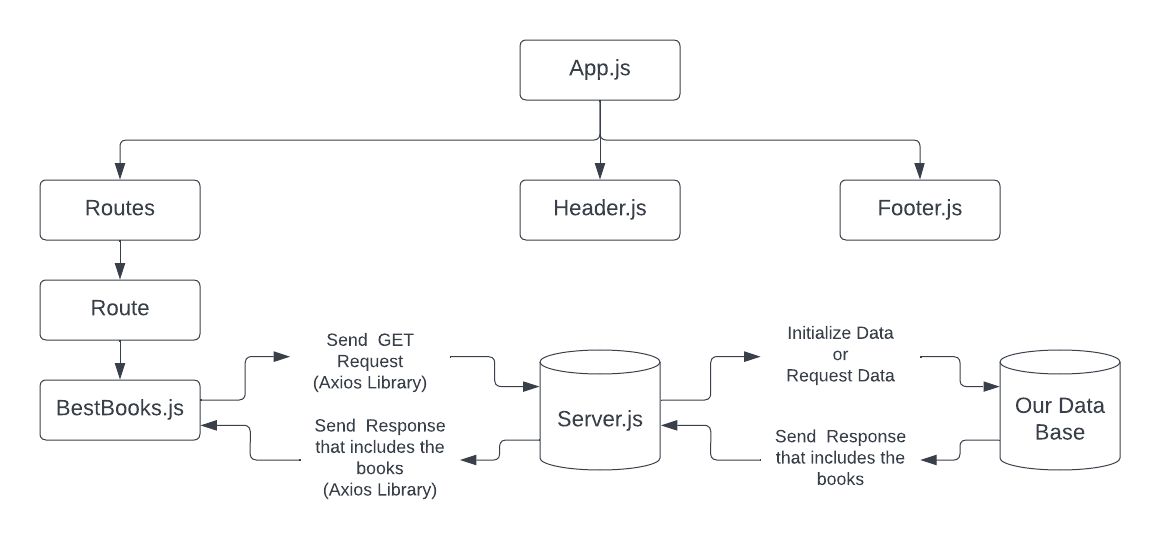 App.js
Routes
Header.js
Footer.js
Route
BestBooks.js
Send GET
Request
(Axios Library)
Send Response
that includes the
books
(Axios Library)
Server.js
Initialize Data
or
Request Data
Send Response
that includes the
books
Our Data
Base